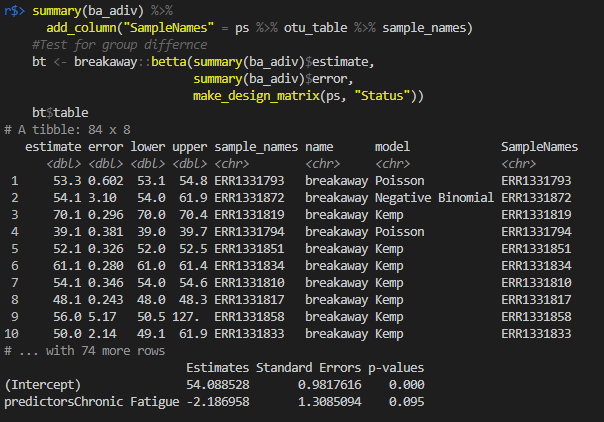 r$> summary(ba_adiv) %>%
add_column("SampleNames" = ps %>% otu_table %>% sample_names)
#Test for group differnce
bt <- breakaway::betta(summary(ba_adiv)$estimate,
summary(ba_adiv)$error,
make_design_matrix(ps, "Status"))
bt$table
# A tibble: 84 x 8
estimate error lower upper sample_names name model SampleNames
<dbl> <dbl> <dbl> <dbl> <chr> <chr> <chr> <chr>
1 53.3 0.602 53.1 54.8 ERR1331793 breakaway Poisson ERR1331793
2 54.1 3.10 54.0 61.9 ERR1331872 breakaway Negative Binomial ERR1331872
3 70.1 0.296 70.0 70.4 ERR1331819 breakaway Kemp ERR1331819
4 39.1 0.381 39.0 39.7 ERR1331794 breakaway Poisson ERR1331794
5 52.1 0.326 52.0 52.5 ERR1331851 breakaway Kemp ERR1331851
6 61.1 0.280 61.0 61.4 ERR1331834 breakaway Kemp ERR1331834
7 54.1 0.346 54.0 54.6 ERR1331810 breakaway Kemp ERR1331810
8 48.1 0.243 48.0 48.3 ERR1331817 breakaway Kemp ERR1331817
9 56.0 5.17 50.5 127. ERR1331858 breakaway Kemp ERR1331858
10 50.0 2.14 49.1 61.9 ERR1331833 breakaway Kemp ERR1331833
# ... with 74 more rows
Estimates Standard Errors p-values
(Intercept) 54.088528 0.9817616 0.000
predictorsChronic Fatigue -2.186958 1.3085094 0.095